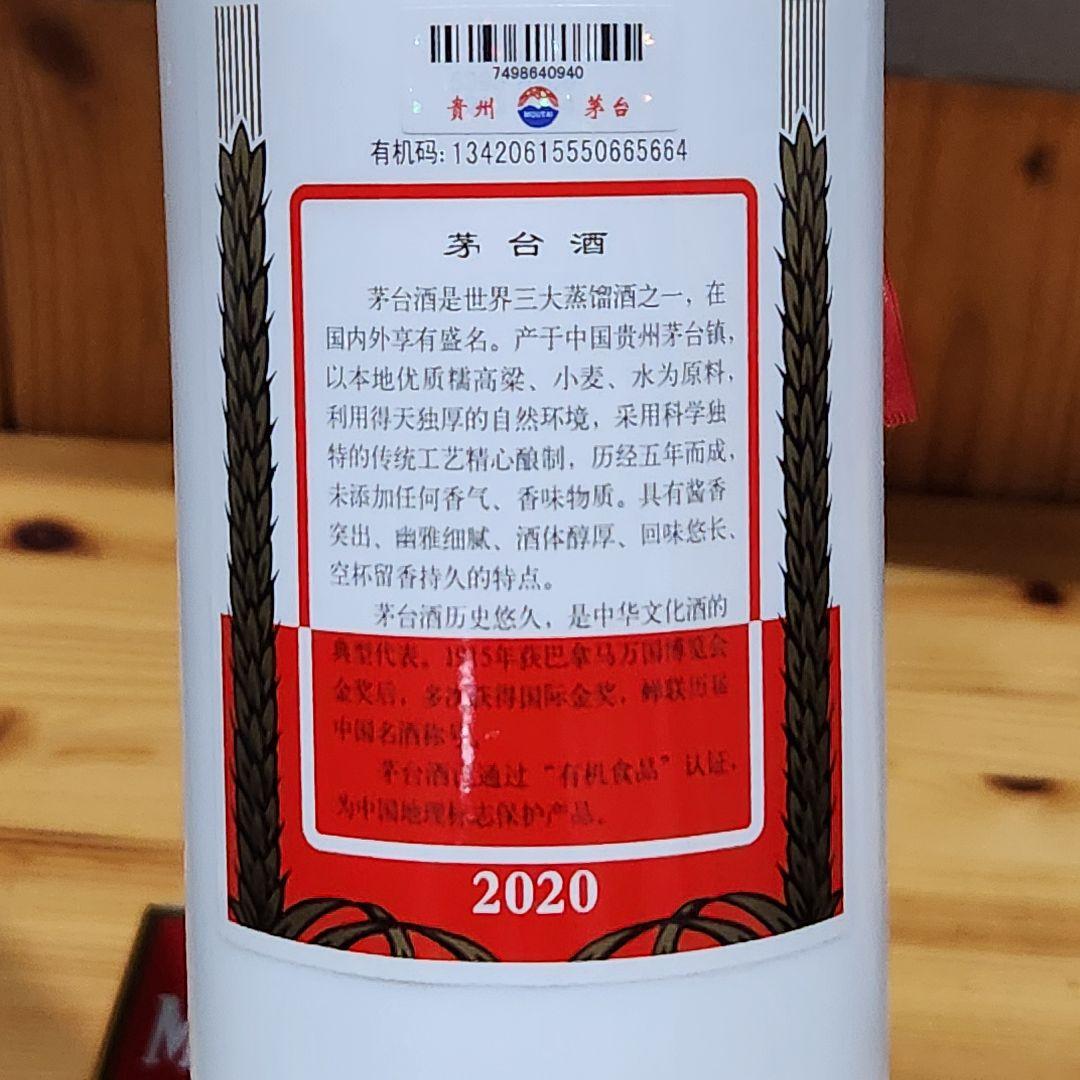 7498640940
贵州 MOUTAI 茅台
有机码:13420615550665664
茅台酒
茅台酒是世界三大蒸馏酒之一，在
国内外享有盛名。产于中国贵州茅台镇，
以本地优质糯高粱、小麦、水为原料，
利用得天独厚的自然环境，采用科学独
特的传统工艺精心酿制，历经五年而成，
未添加任何香气、香味物质。具有酱香
突出、幽雅细腻、酒体醇厚、回味悠长、
空杯留香持久的特点。
茅台酒历史悠久，是中华文化酒的
典型代表。1915年获巴拿马万国博览会
金奖后，多次获得国际金奖，蝉联历届
中国名酒称号。
茅台酒通过“有机食品”认证，
为中国地理标志保护产品。
2020
M